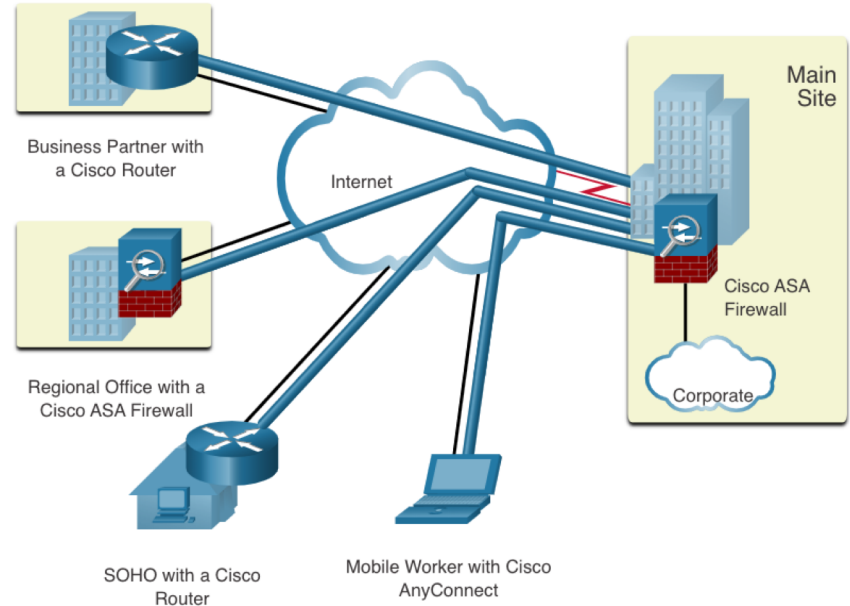 Main
Site
Business Partner with
a Cisco Router
Internet
Cisco ASA
Firewall
Regional Office with a
Cisco ASA Firewall
Corporate
SOHO with a Cisco
Router
Mobile Worker with Cisco
AnyConnect